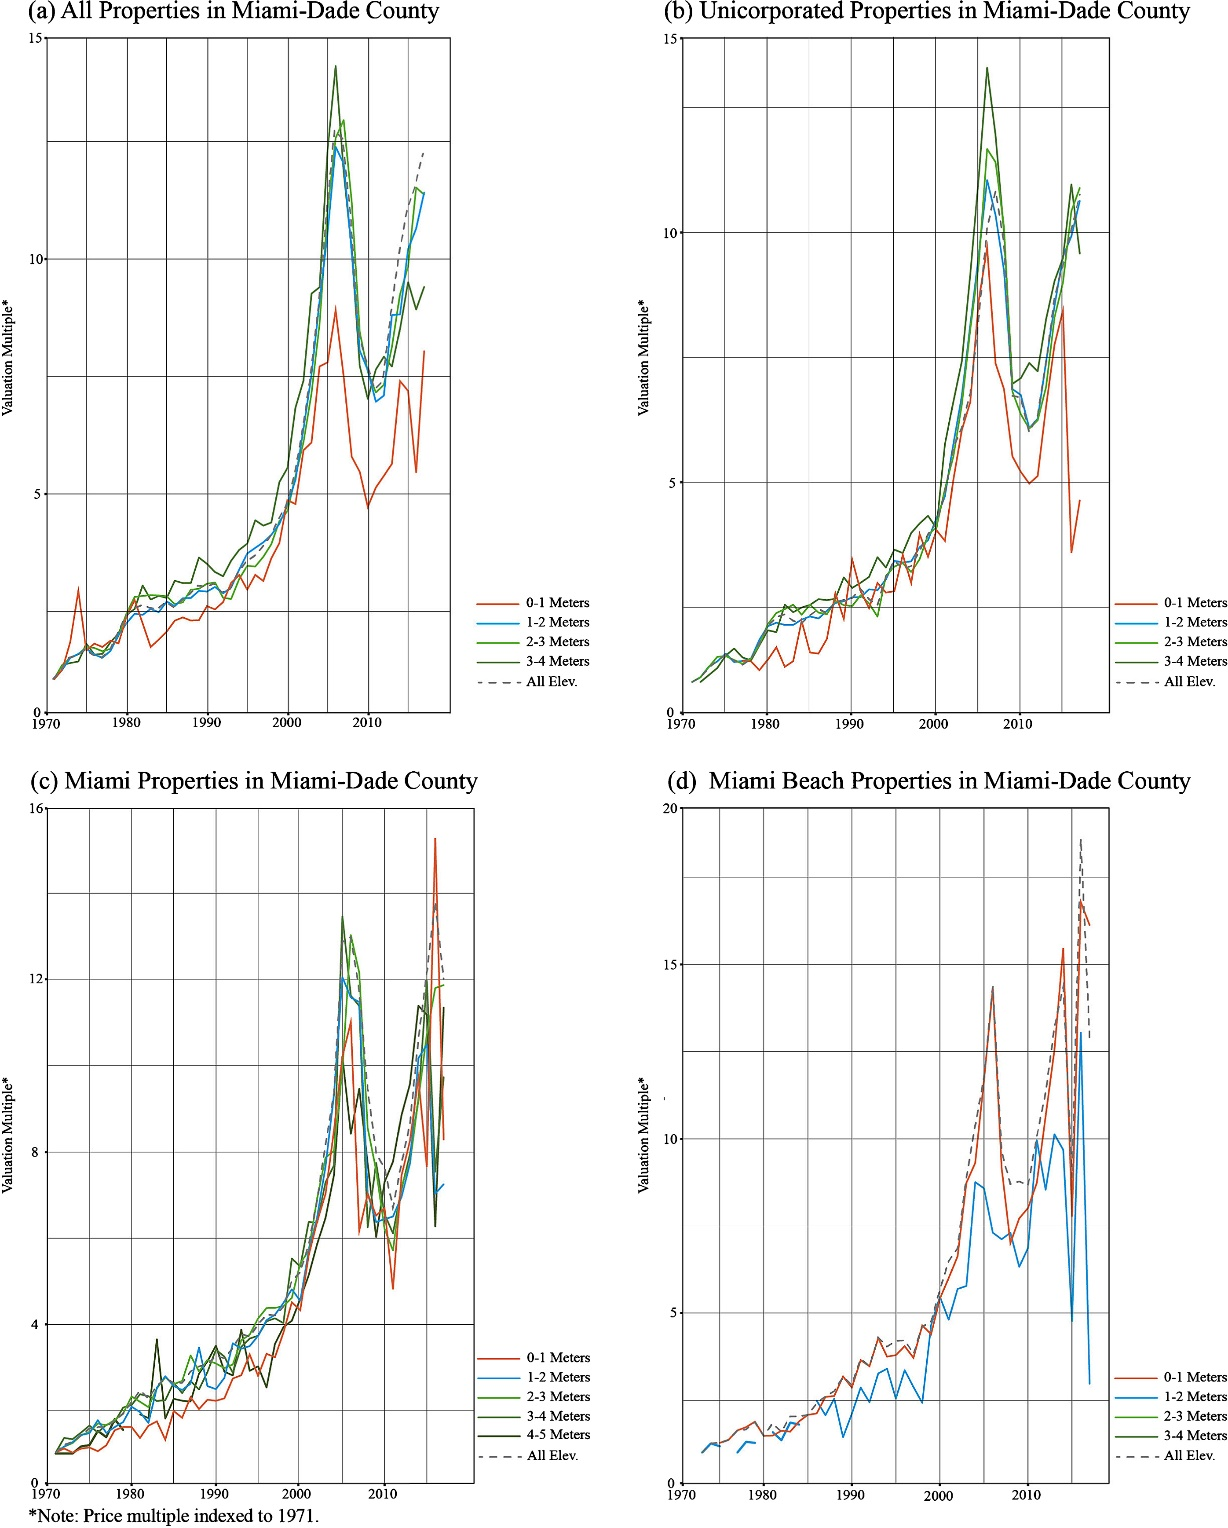 (a) All Properties in Miami-Dade County
15
10
5
0
Valuation Multiple*
1970 1980 1990 2000 2010
0-1 Meters
1-2 Meters
2-3 Meters
3-4 Meters
All Elev.
(b) Unicorporated Properties in Miami-Dade County
15
10
5
0
Valuation Multiple*
1970 1980 1990 2000 2010
0-1 Meters
1-2 Meters
2-3 Meters
3-4 Meters
All Elev.
(c) Miami Properties in Miami-Dade County
16
12
8
4
0
Valuation Multiple*
1970 1980 1990 2000 2010
0-1 Meters
1-2 Meters
2-3 Meters
3-4 Meters
4-5 Meters
All Elev.
(d) Miami Beach Properties in Miami-Dade County
20
15
10
5
0
Valuation Multiple*
1970 1980 1990 2000 2010
0-1 Meters
1-2 Meters
2-3 Meters
3-4 Meters
All Elev.
*Note: Price multiple indexed to 1971.